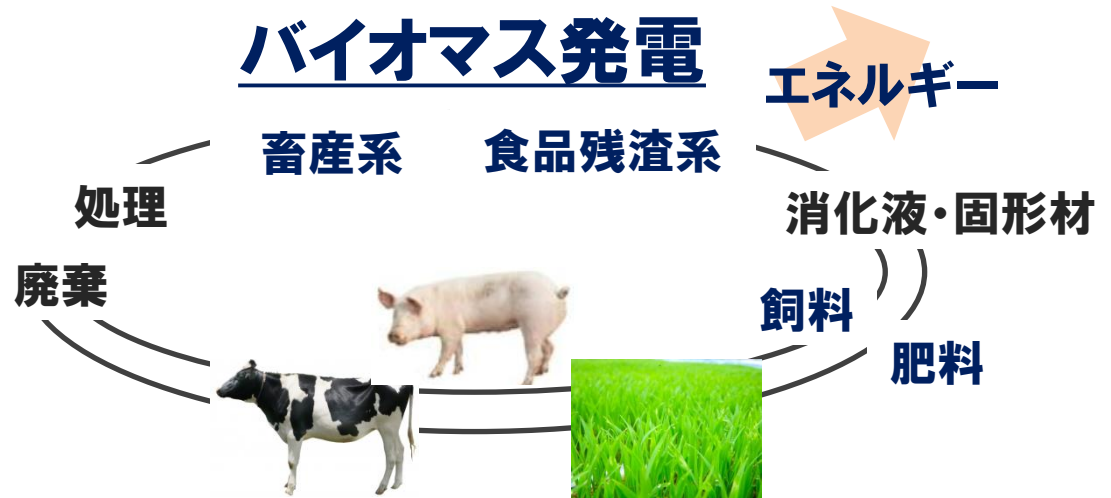 バイオマス発電
エネルギー
畜産系
食品残渣系
処理
消化液・固形材
廃棄
飼料
肥料